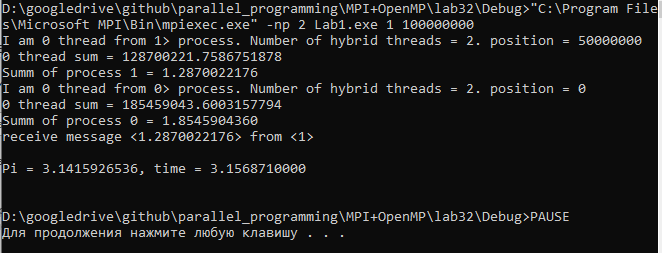 D:\googledrive\github\parallel_programming\MPI+OpenMP\lab32\Debug>"C:\Program File
s\Microsoft MPI\Bin\mpiexec.exe" -np 2 Lab1.exe 1 100000000
I am 0 thread from 1> process. Number of hybrid threads = 2. position = 50000000
0 thread sum = 128700221.7586751878
Summ of process 1 = 1.2870022176
I am 0 thread from 0> process. Number of hybrid threads = 2. position = 0
0 thread sum = 185459043.6003157794
Summ of process 0 = 1.8545904360
receive message <1.2870022176> from <1>
Pi = 3.1415926536, time = 3.1568710000
D:\googledrive\github\parallel_programming\MPI+OpenMP\lab32\Debug>PAUSE
Для продолжения нажмите любую клавишу . . .